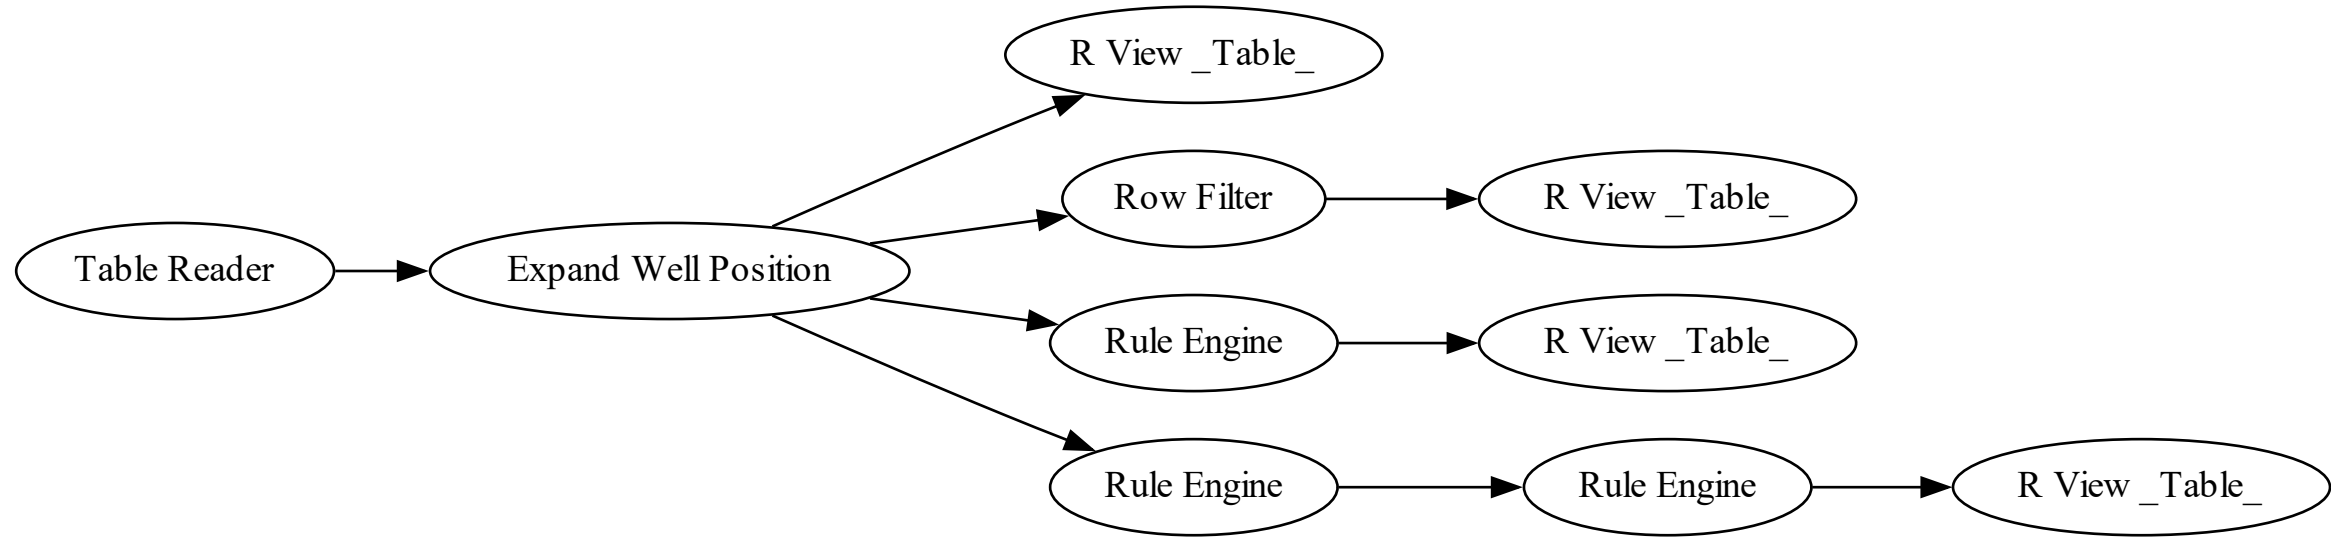 R View _Table_
Row Filter
R View _Table_
Table Reader
Expand Well Position
Rule Engine
R View _Table_
Rule Engine
Rule Engine
R View _Table_